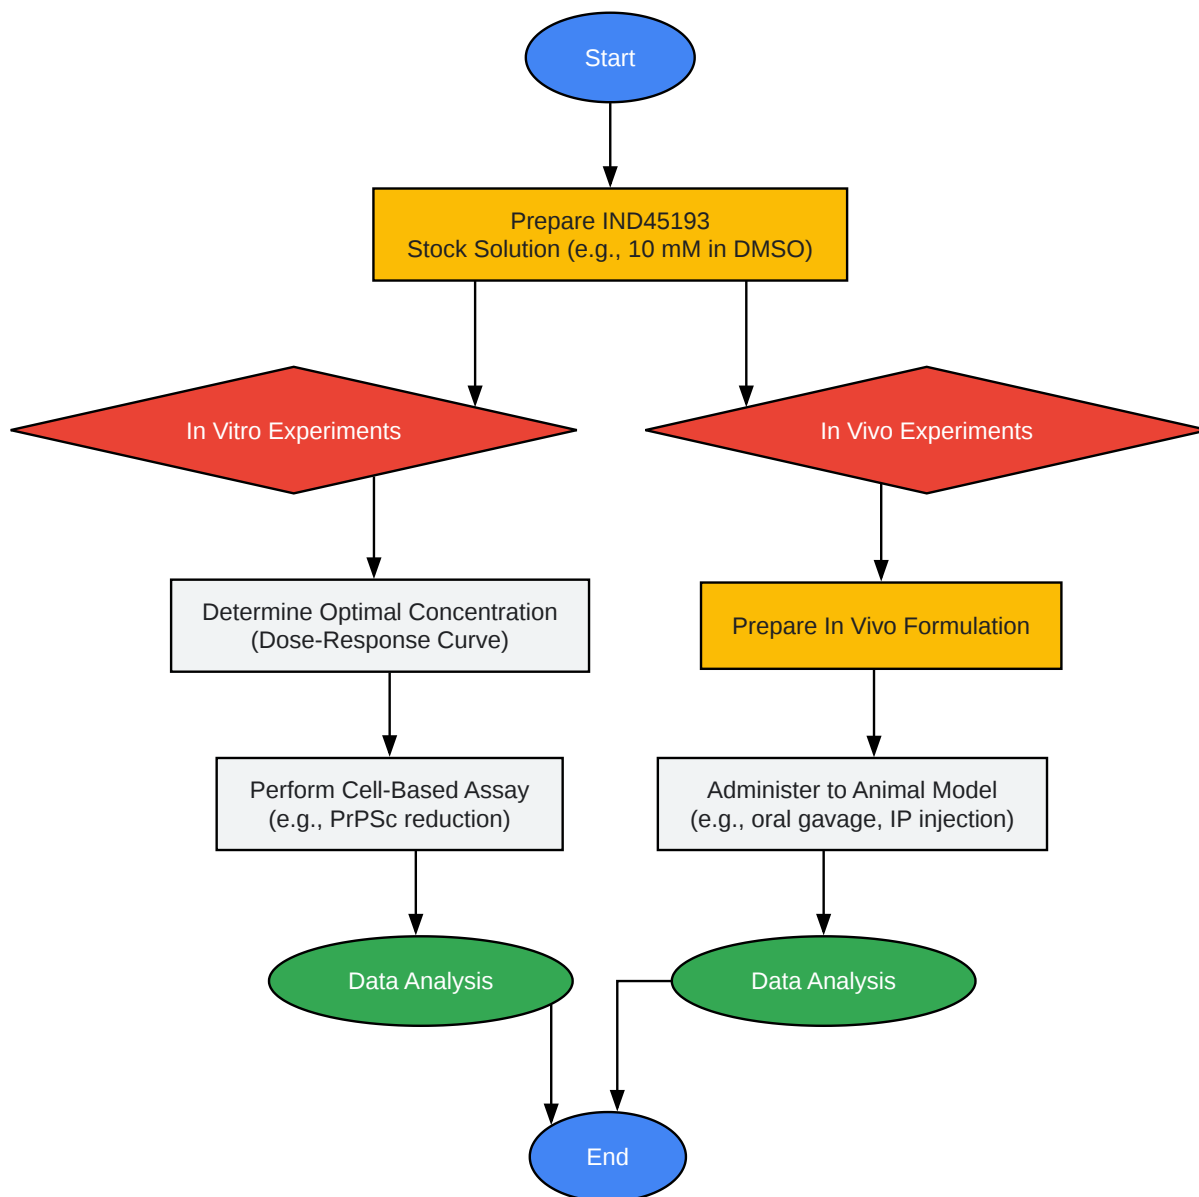 Start
Prepare IND45193
Stock Solution (e.g., 10 mM in DMSO)
In Vitro Experiments
In Vivo Experiments
Determine Optimal Concentration
(Dose-Response Curve)
Prepare In Vivo Formulation
Perform Cell-Based Assay
(e.g., PrPSc reduction)
Administer to Animal Model
(e.g., oral gavage, IP injection)
Data Analysis
Data Analysis
End